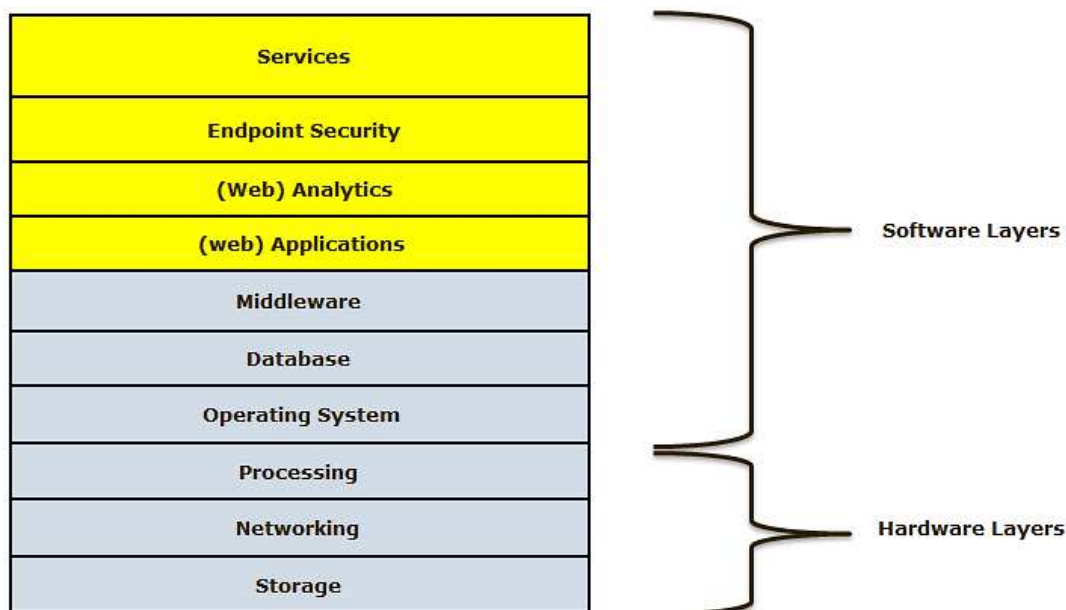 Services
Endpoint Security
(Web) Analytics
(web) Applications
Middleware
Database
Operating System
Processing
Networking
Storage
Software Layers
Hardware Layers